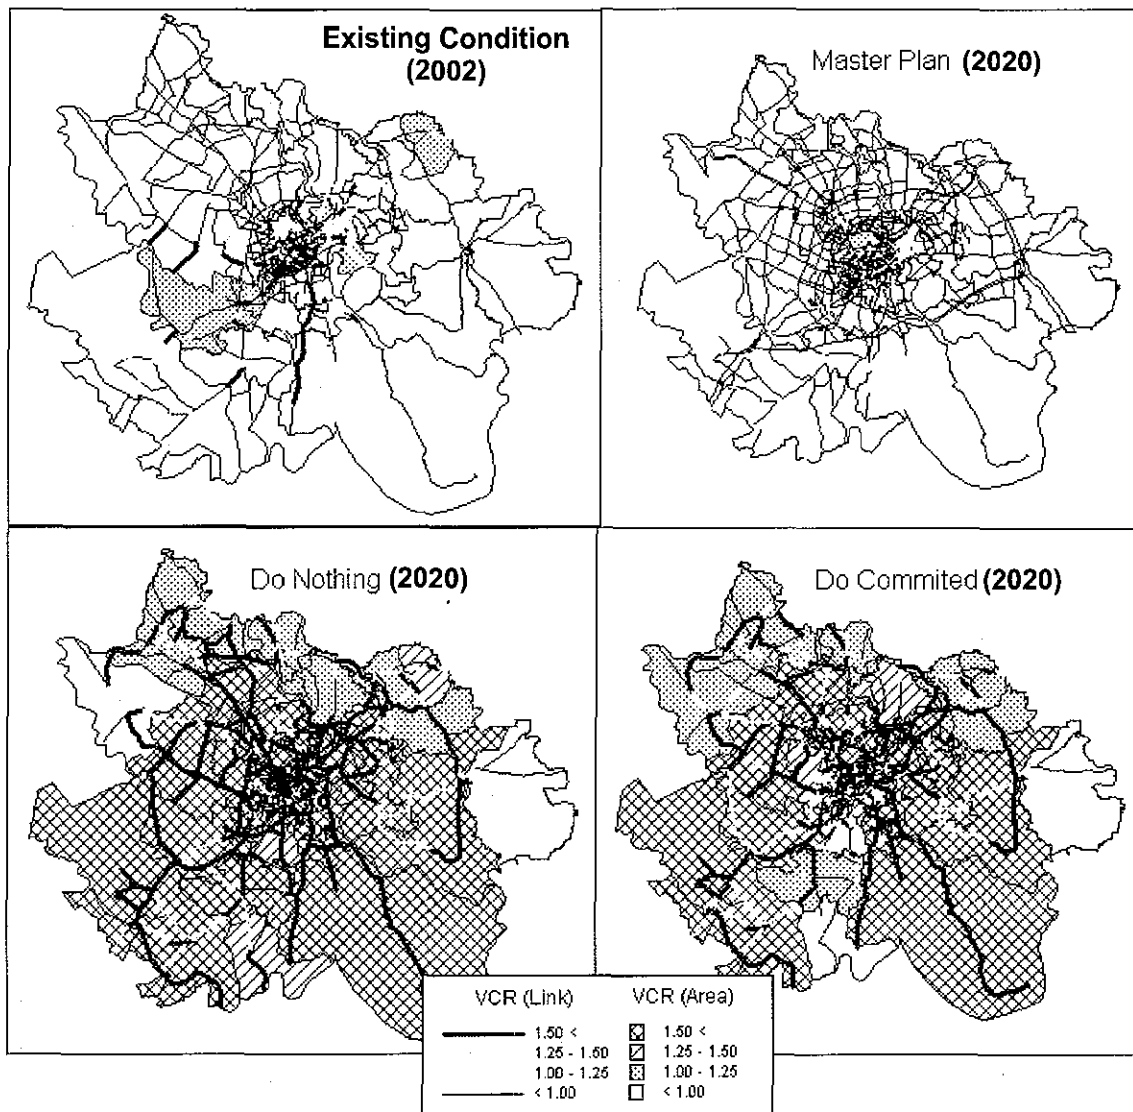 Existing Condition
(2002)
Master Plan (2020)
Do Nothing (2020)
Do Commited (2020)
VCR (Link)
1.50 <
1.25 - 1.50
1.00 - 1.25
< 1.00
VCR (Area)
1.50 <
1.25 - 1.50
1.00 - 1.25
< 1.00